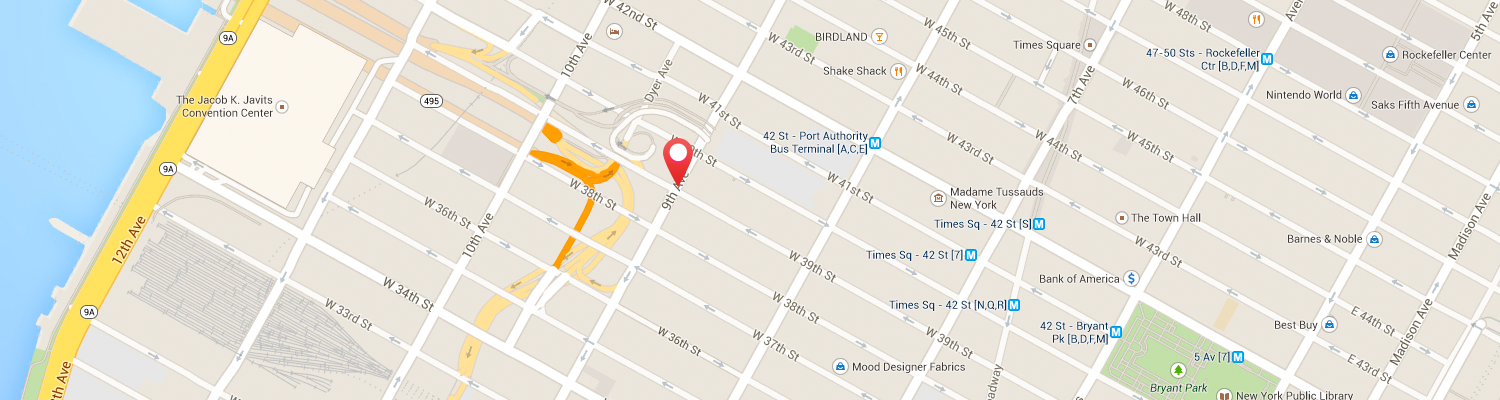 W 42nd St
10th Ave
9A
BIRDLAND
W 43rd St
W 45th St
Times Square
47-50 Sts - Rockefeller
Ctr [B,D,F,M]
W 48th St
Ave
5th Ave
Rockefeller Center
Shake Shack
W 44th St
7th Ave
W 46th St
Nintendo World
Saks Fifth Avenue
Dyer Ave
The Jacob K. Javits
Convention Center
495
W 41st St
42 St - Port Authority
Bus Terminal [A,C,E]
W 43rd St
W 44th St
W 45th St
9A
W 38th St
9th Ave
W 41st St
Madame Tussauds
New York
Times Sq - 42 St [S]
The Town Hall
Madison Ave
W 36th St
10th Ave
12th Ave
Times Sq - 42 St [7]
W 43rd St
Barnes & Noble
W 39th St
Bank of America
W 34th St
W 33rd St
9A
W 38th St
Times Sq - 42 St [N,Q,R]
42 St - Bryant
Pk [B,D,F,M]
E 44th St
Best Buy
Madison Ave
W 36th St
W 37th St
W 39th St
5 Av [7]
E 43rd St
Mood Designer Fabrics
Bryant Park
New York Public Library